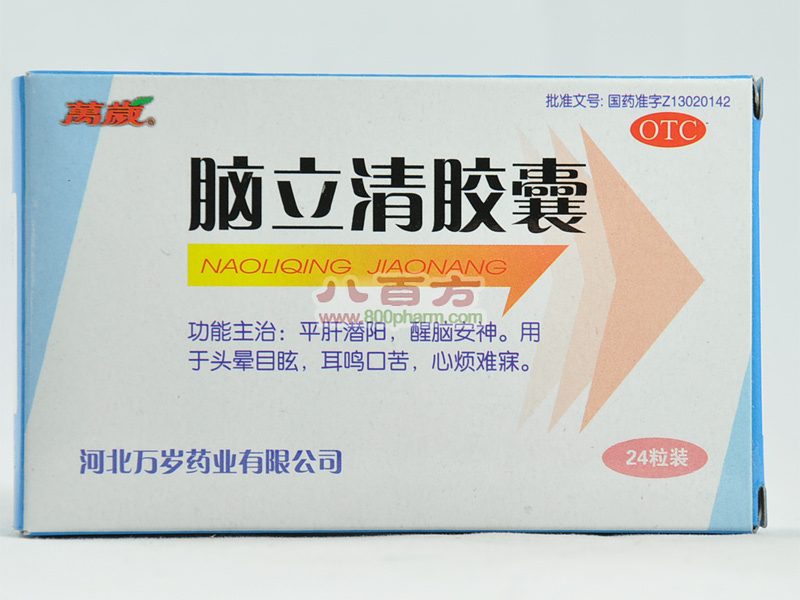 批准文号: 国药准字Z13020142
萬歲
OTC
脑立清胶囊
NAOLIQING JIAONANG
八百方
www.800pharm.com
功能主治: 平肝潜阳, 醒脑安神。用
于头晕目眩, 耳鸣口苦, 心烦难寐。
河北万岁药业有限公司
24粒装